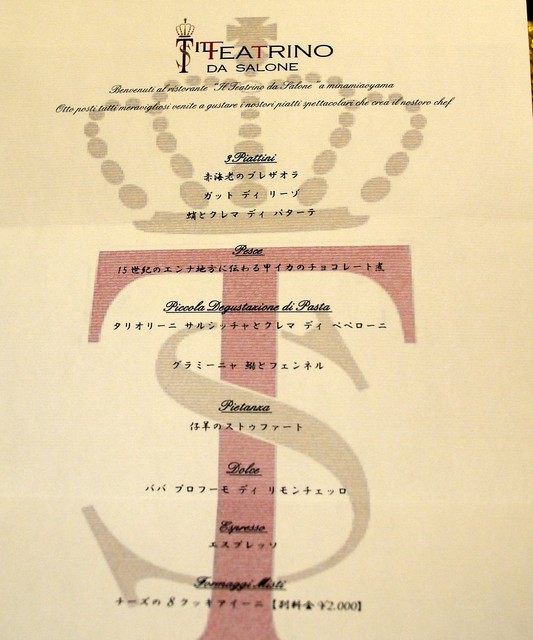 IL TEATRINO
DA SALONE
Benvenuti al ristorante "Il Teatrino da Salone" a minamiaoyama
Otto posti, tutti meravigliosi venite a gustare i nostori piatti spettacolari che crea il nostoro chef
3 Piattini
赤海老のブレザオラ
ガット ディ リーゾ
蛸とクレマ ディ パターテ
Pesce
15世紀のエンナ地方に伝わる甲イカのチョコレート煮
Piccola Degustazione di Pasta
タリオリーニ サルシッチャとクレマ ディ ペペローニ
グラミーニャ 鰯とフェンネル
Pietanza
仔羊のストゥファート
Dolce
ババ プロフーモ ディ リモンチェッロ
Espresso
エスプレッソ
Formaggi Misti
チーズの8クッキアイーニ【別料金¥2.000】